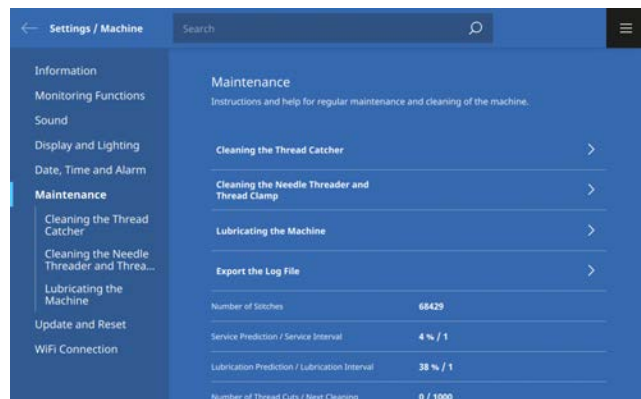 Settings / Machine
Search
Information
Monitoring Functions
Sound
Display and Lighting
Date, Time and Alarm
Maintenance
Cleaning the Thread
Catcher
Cleaning the Needle
Threader and Threa...
Lubricating the
Machine
Update and Reset
WiFi Connection
Maintenance
Instructions and help for regular maintenance and cleaning of the machine.
Cleaning the Thread Catcher
Cleaning the Needle Threader and
Thread Clamp
Lubricating the Machine
Export the Log File
Number of Stitches 68429
Service Prediction / Service Interval 4 % / 1
Lubrication Prediction / Lubrication Interval 38 % / 1
Number of Thread Cuts / Next Cleaning 0 / 1000